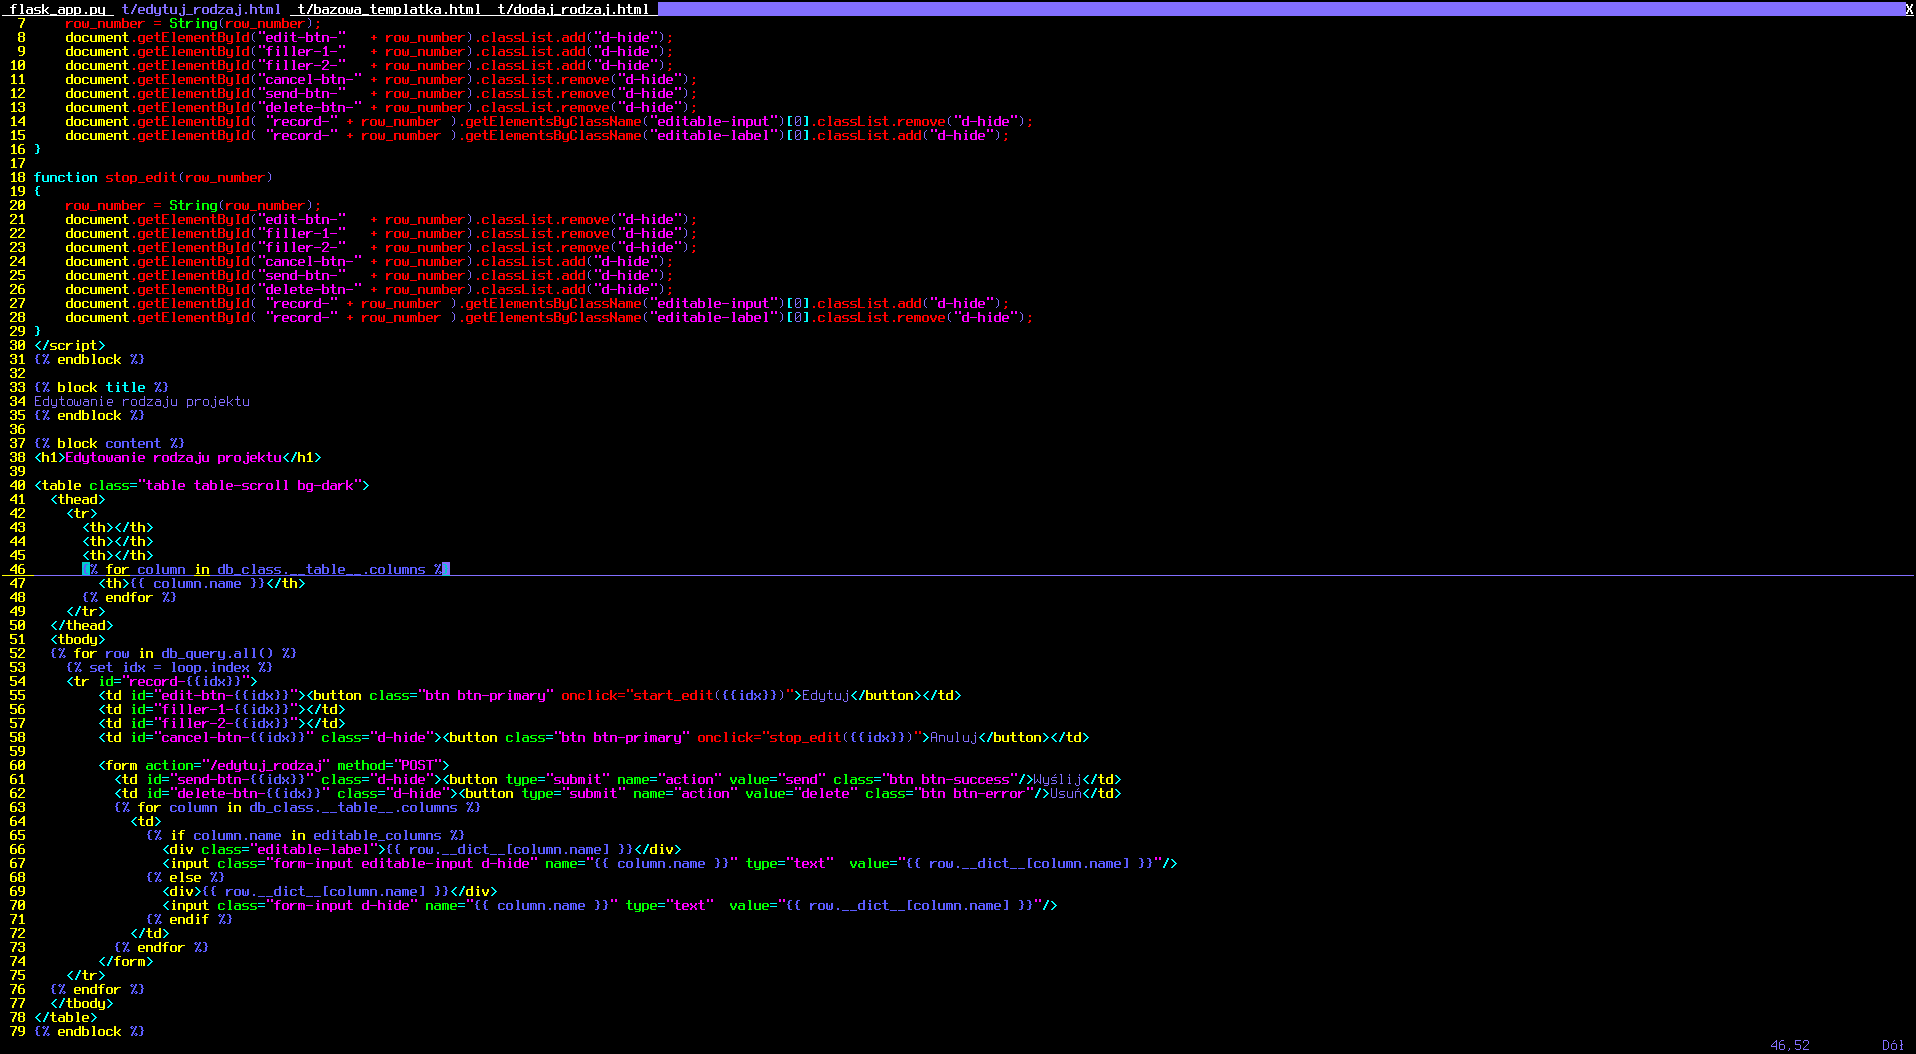 flask_app.py  t/edytuj_rodzaj.html  t/bazowa_templatka.html  t/dodaj_rodzaj.html X
7     row_number = String(row_number);
8     document.getElementById("edit-btn-"   + row_number).classList.add("d-hide");
9     document.getElementById("filler-1-"   + row_number).classList.add("d-hide");
10     document.getElementById("filler-2-"   + row_number).classList.add("d-hide");
11     document.getElementById("cancel-btn-" + row_number).classList.remove("d-hide");
12     document.getElementById("send-btn-"   + row_number).classList.remove("d-hide");
13     document.getElementById("delete-btn-" + row_number).classList.remove("d-hide");
14     document.getElementById( "record-" + row_number ).getElementsByClassName("editable-input")[0].classList.remove("d-hide");
15     document.getElementById( "record-" + row_number ).getElementsByClassName("editable-label")[0].classList.add("d-hide");
16 }
17
18 function stop_edit(row_number)
19 {
20     row_number = String(row_number);
21     document.getElementById("edit-btn-"   + row_number).classList.remove("d-hide");
22     document.getElementById("filler-1-"   + row_number).classList.remove("d-hide");
23     document.getElementById("filler-2-"   + row_number).classList.remove("d-hide");
24     document.getElementById("cancel-btn-" + row_number).classList.add("d-hide");
25     document.getElementById("send-btn-"   + row_number).classList.add("d-hide");
26     document.getElementById("delete-btn-" + row_number).classList.add("d-hide");
27     document.getElementById( "record-" + row_number ).getElementsByClassName("editable-input")[0].classList.add("d-hide");
28     document.getElementById( "record-" + row_number ).getElementsByClassName("editable-label")[0].classList.remove("d-hide");
29 }
30 </script>
31 {% endblock %}
32
33 {% block title %}
34 Edytowanie rodzaju projektu
35 {% endblock %}
36
37 {% block content %}
38 <h1>Edytowanie rodzaju projektu</h1>
39
40 <table class="table table-scroll bg-dark">
41   <thead>
42     <tr>
43       <th></th>
44       <th></th>
45       <th></th>
46       {% for column in db_class.__table__.columns %}
47         <th>{{ column.name }}</th>
48       {% endfor %}
49     </tr>
50   </thead>
51   <tbody>
52   {% for row in db_query.all() %}
53     {% set idx = loop.index %}
54     <tr id="record-{{idx}}">
55         <td id="edit-btn-{{idx}}"><button class="btn btn-primary" onclick="start_edit({{idx}})">Edytuj</button></td>
56         <td id="filler-1-{{idx}}"></td>
57         <td id="filler-2-{{idx}}"></td>
58         <td id="cancel-btn-{{idx}}" class="d-hide"><button class="btn btn-primary" onclick="stop_edit({{idx}})">Anuluj</button></td>
59
60         <form action="/edytuj_rodzaj" method="POST">
61           <td id="send-btn-{{idx}}" class="d-hide"><button type="submit" name="action" value="send" class="btn btn-success"/>Wyślij</td>
62           <td id="delete-btn-{{idx}}" class="d-hide"><button type="submit" name="action" value="delete" class="btn btn-error"/>Usuń</td>
63           {% for column in db_class.__table__.columns %}
64             <td>
65               {% if column.name in editable_columns %}
66                 <div class="editable-label">{{ row.__dict__[column.name] }}</div>
67                 <input class="form-input editable-input d-hide" name="{{ column.name }}" type="text"  value="{{ row.__dict__[column.name] }}"/>
68               {% else %}
69                 <div>{{ row.__dict__[column.name] }}</div>
70                 <input class="form-input d-hide" name="{{ column.name }}" type="text"  value="{{ row.__dict__[column.name] }}"/>
71               {% endif %}
72             </td>
73           {% endfor %}
74         </form>
75     </tr>
76   {% endfor %}
77   </tbody>
78 </table>
79 {% endblock %}
46,52 Dół